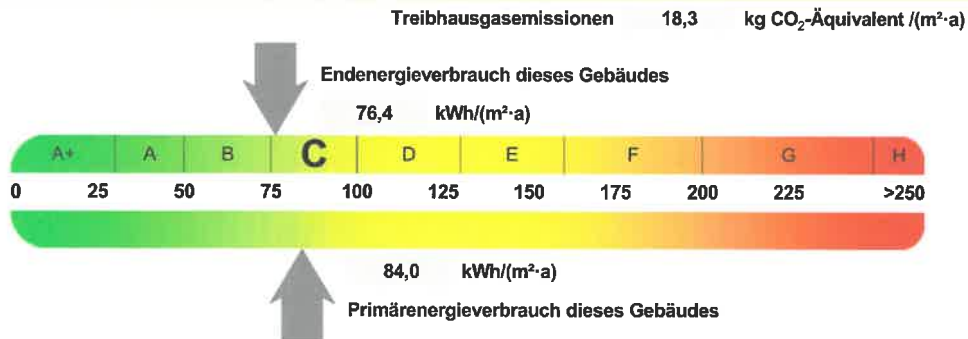 Treibhausgasemissionen 18,3 kg CO₂-Äquivalent /(m²·a)
Endenergieverbrauch dieses Gebäudes
76,4 kWh/(m²·a)
A+ A B C D E F G H
0 25 50 75 100 125 150 175 200 225 >250
84,0 kWh/(m²·a)
Primärenergieverbrauch dieses Gebäudes